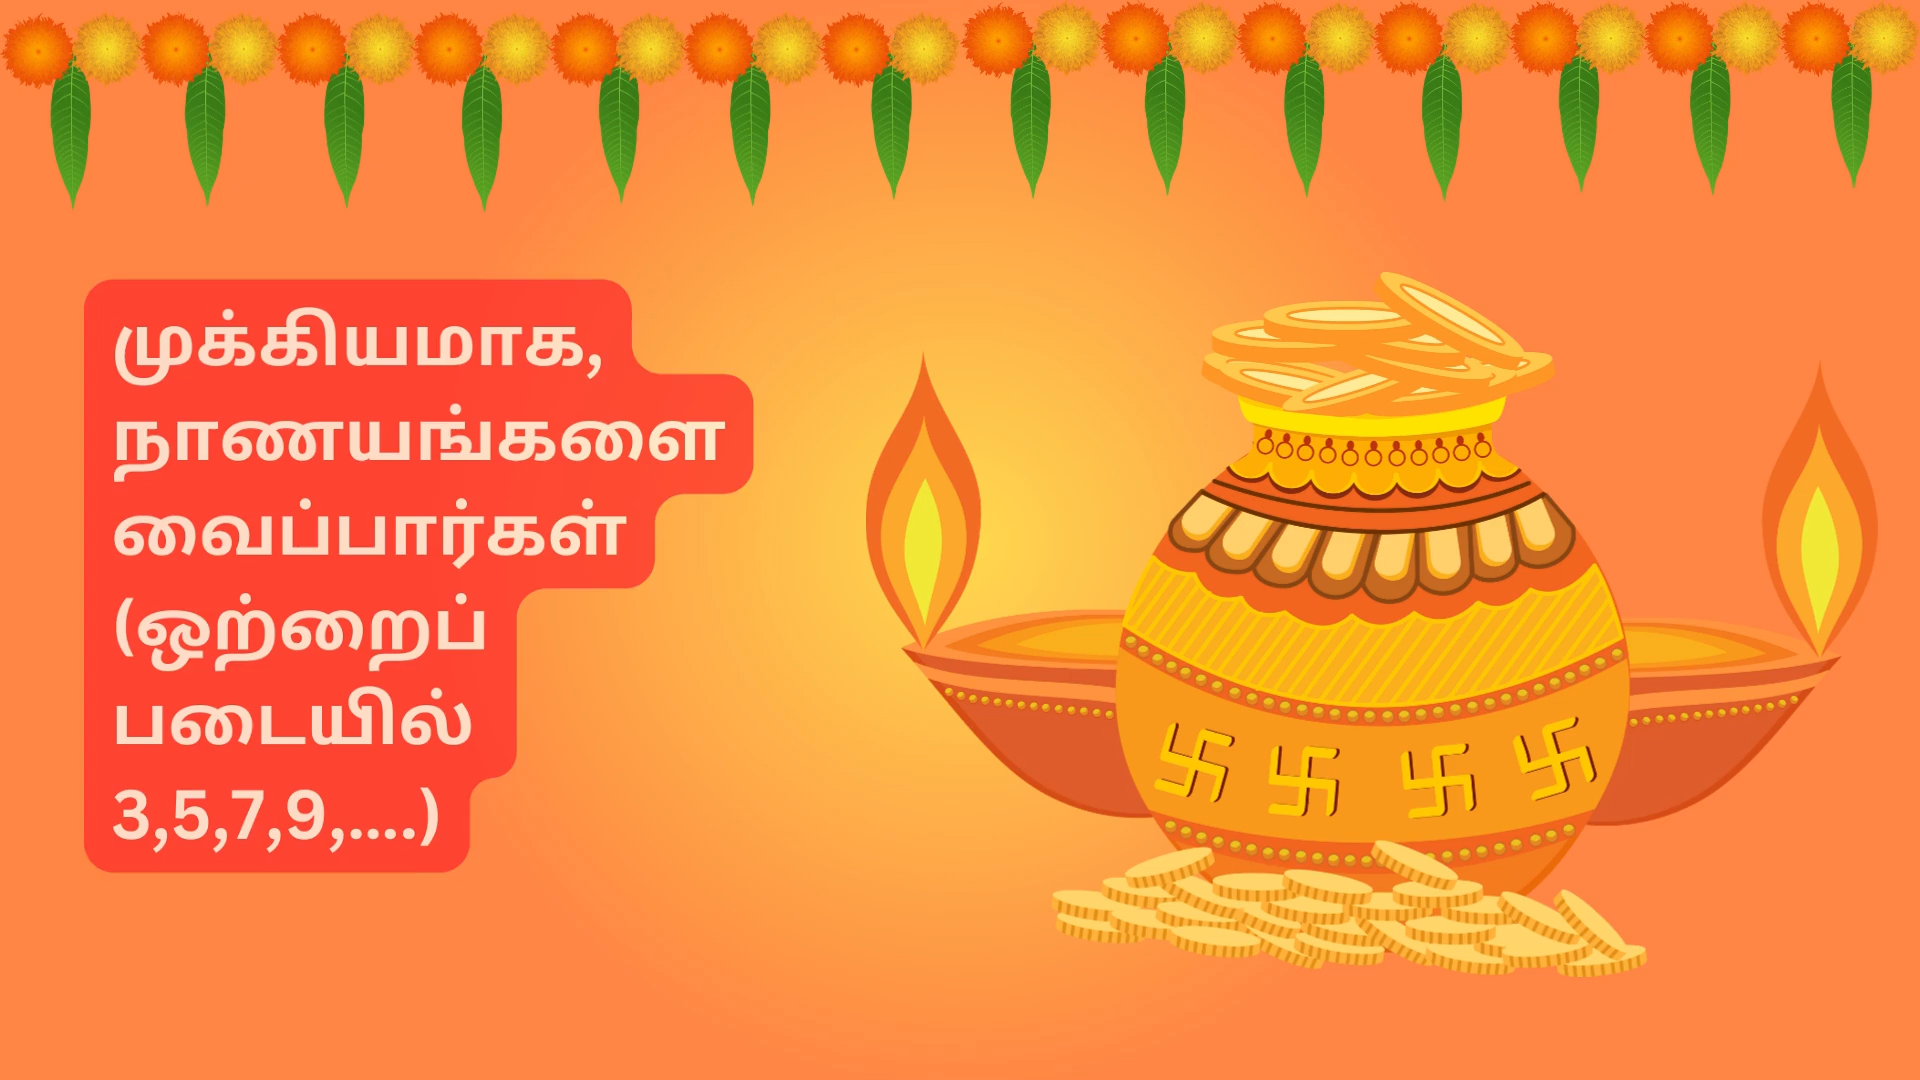 முக்கியமாக,
நாணயங்களை
வைப்பார்கள்
(ஒற்றைப்
படையில்
3,5,7,9,....)